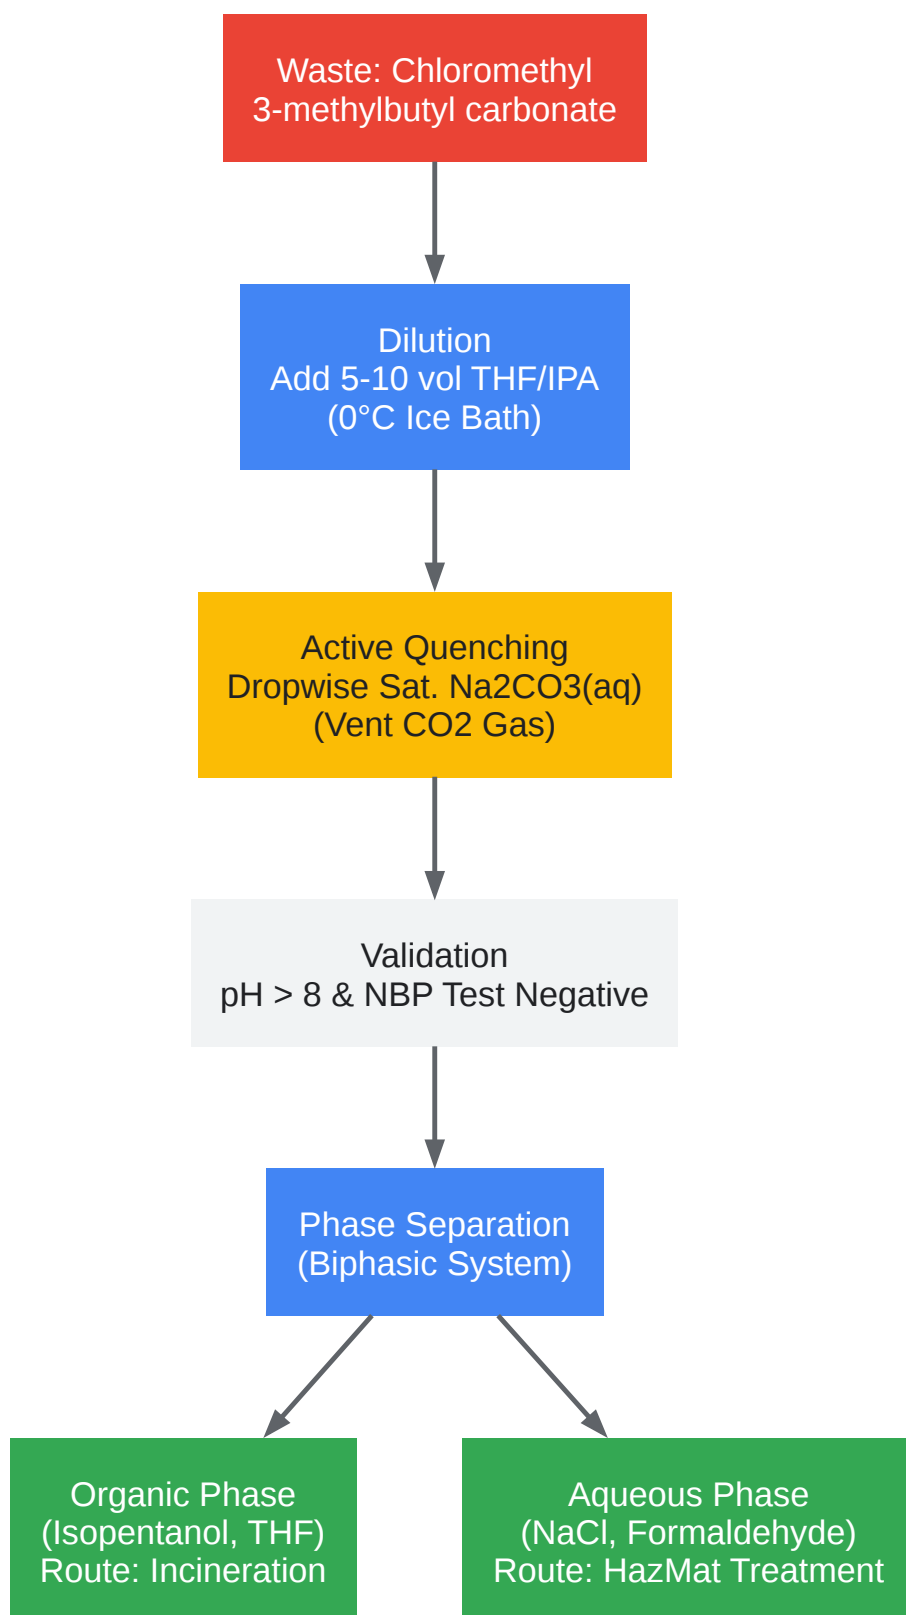 Waste: Chloromethyl
3-methylbutyl carbonate
Dilution
Add 5-10 vol THF/IPA
(0°C Ice Bath)
Active Quenching
Dropwise Sat. Na2CO3(aq)
(Vent CO2 Gas)
Validation
pH > 8 & NBP Test Negative
Phase Separation
(Biphasic System)
Organic Phase
(Isopentanol, THF)
Route: Incineration
Aqueous Phase
(NaCl, Formaldehyde)
Route: HazMat Treatment